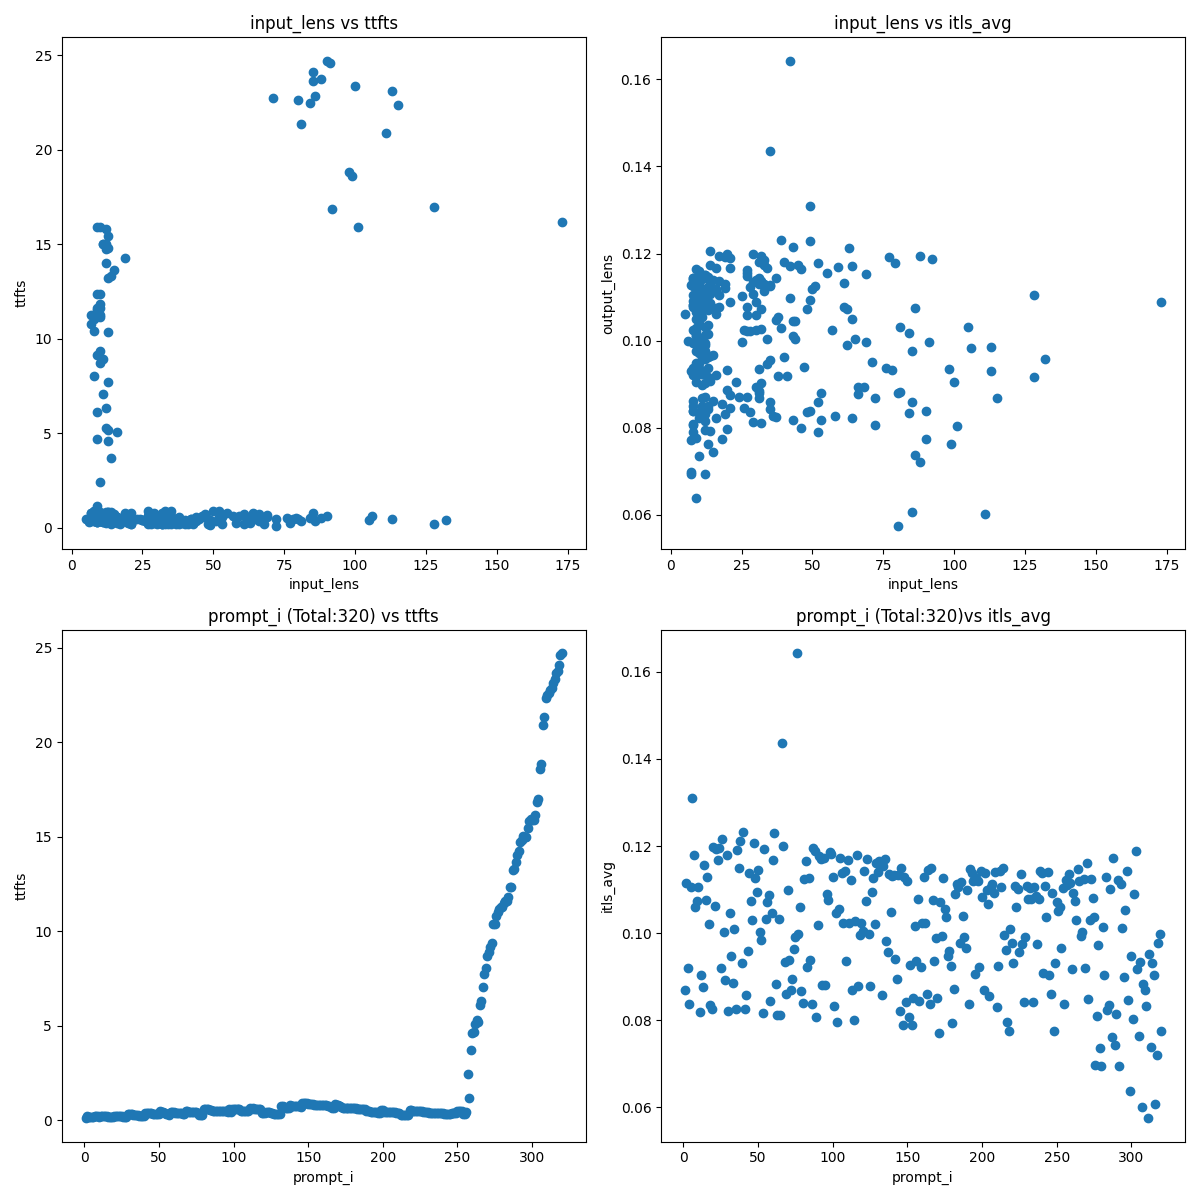 input_lens vs ttfts
ttfts
25
20
15
10
5
0
0 25 50 75 100 125 150 175
input_lens
input_lens vs itls_avg
output_lens
0.16
0.14
0.12
0.10
0.08
0.06
0 25 50 75 100 125 150 175
input_lens
prompt_i (Total:320) vs ttfts
ttfts
25
20
15
10
5
0
0 50 100 150 200 250 300
prompt_i
prompt_i (Total:320)vs itls_avg
itls_avg
0.16
0.14
0.12
0.10
0.08
0.06
0 50 100 150 200 250 300
prompt_i